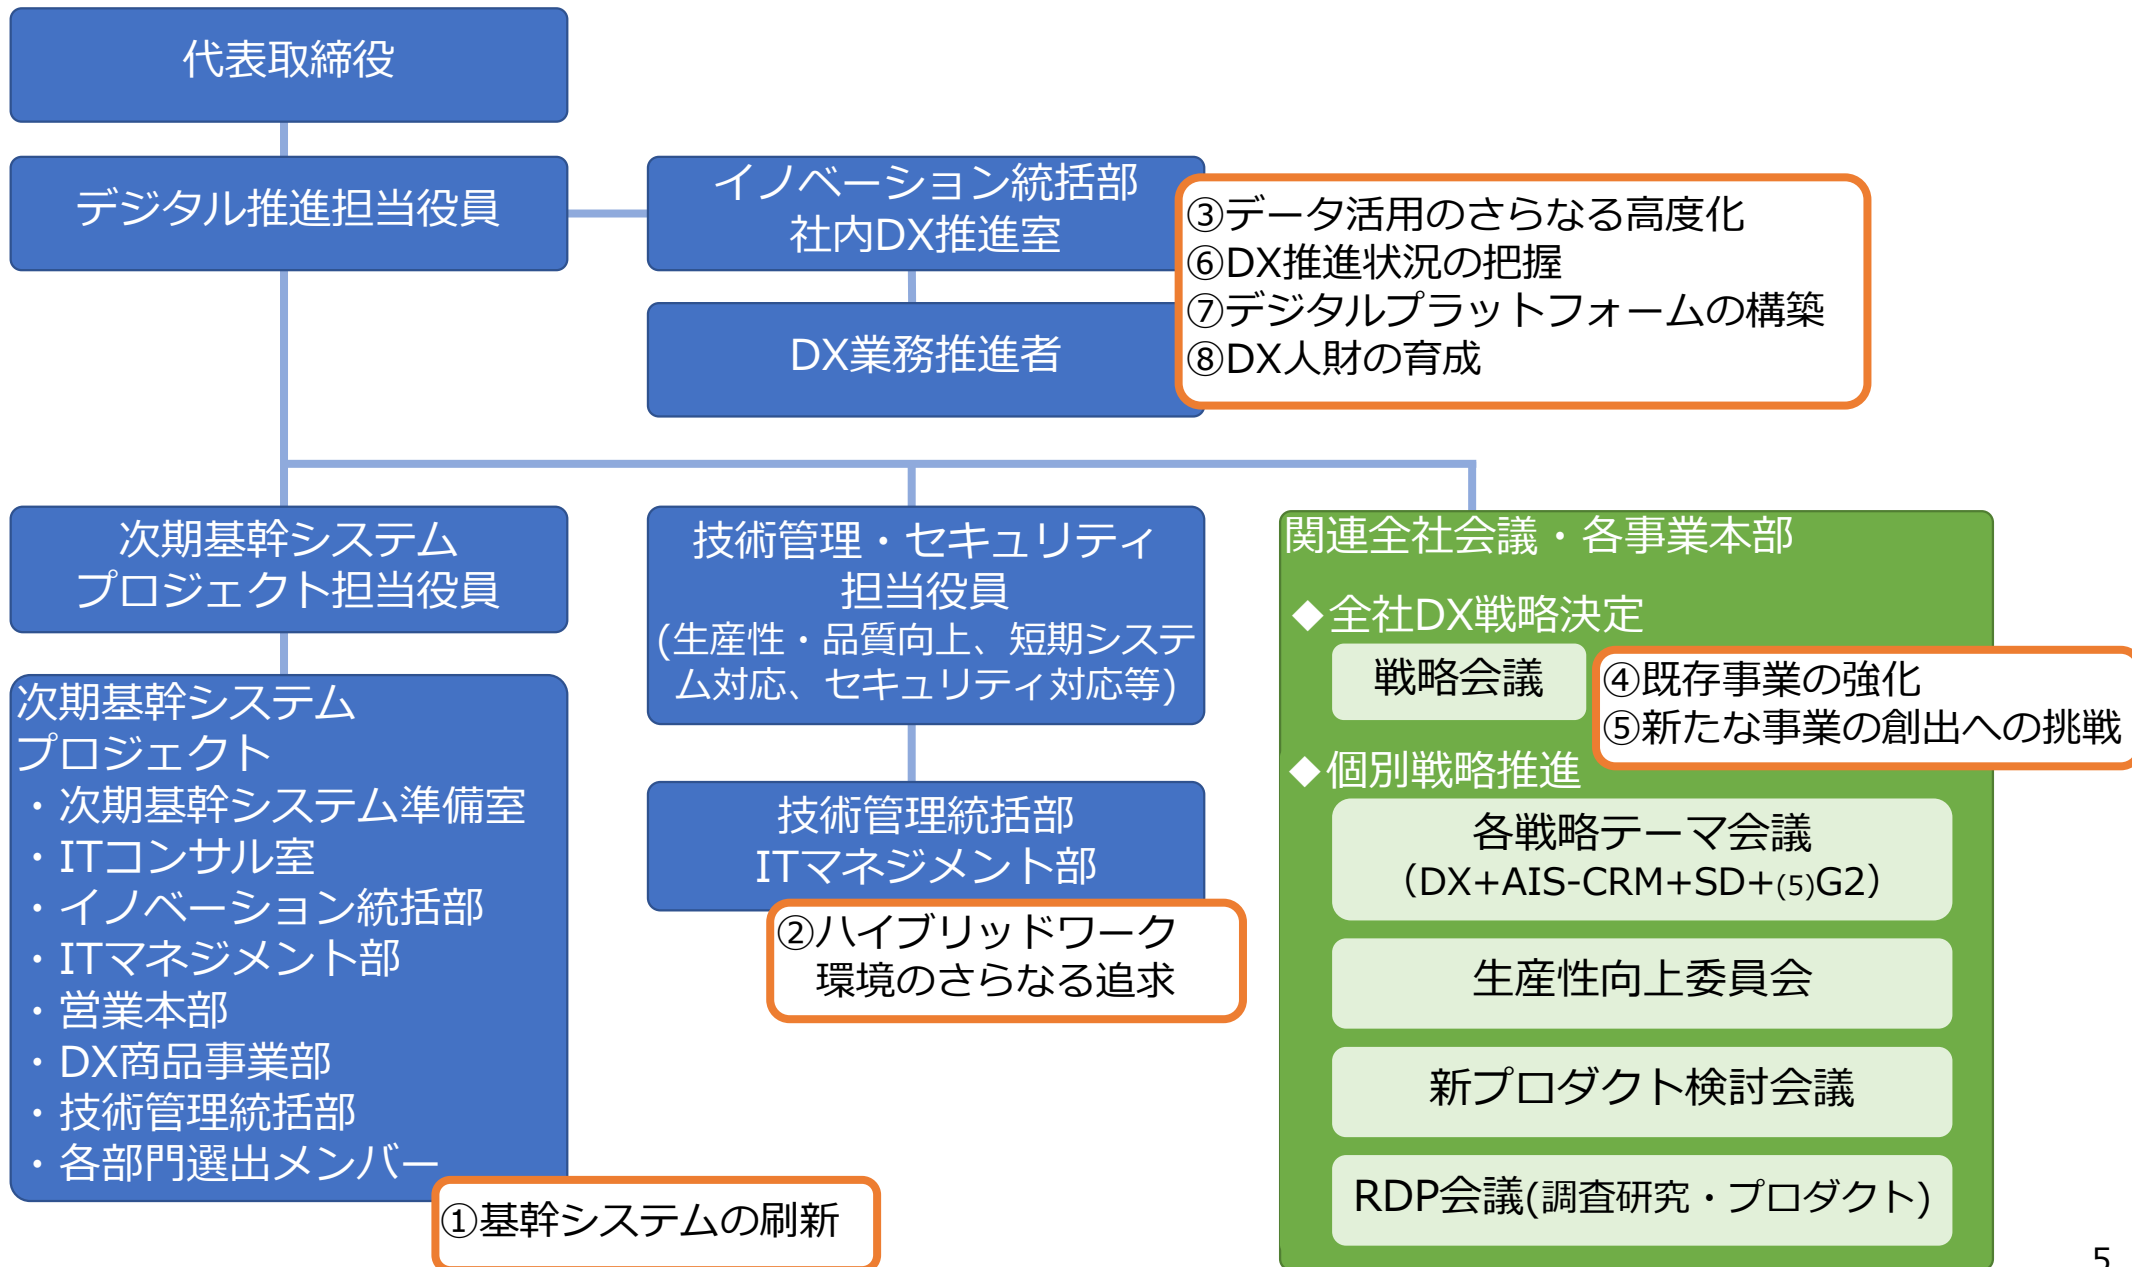 代表取締役
デジタル推進担当役員
イノベーション統括部
社内DX推進室
DX業務推進者
③データ活用のさらなる高度化
⑥DX推進状況の把握
⑦デジタルプラットフォームの構築
⑧DX人財の育成
次期基幹システム
プロジェクト担当役員
次期基幹システム
プロジェクト
・次期基幹システム準備室
・ITコンサル室
・イノベーション統括部
・ITマネジメント部
・営業本部
・DX商品事業部
・技術管理統括部
・各部門選出メンバー
①基幹システムの刷新
技術管理・セキュリティ
担当役員
(生産性・品質向上、短期システ
ム対応、セキュリティ対応等)
技術管理統括部
ITマネジメント部
②ハイブリッドワーク
環境のさらなる追求
関連全社会議・各事業本部
◆全社DX戦略決定
戦略会議
④既存事業の強化
⑤新たな事業の創出への挑戦
◆個別戦略推進
各戦略テーマ会議
（DX+AIS-CRM+SD+(5)G2）
生産性向上委員会
新プロダクト検討会議
RDP会議(調査研究・プロダクト)
5